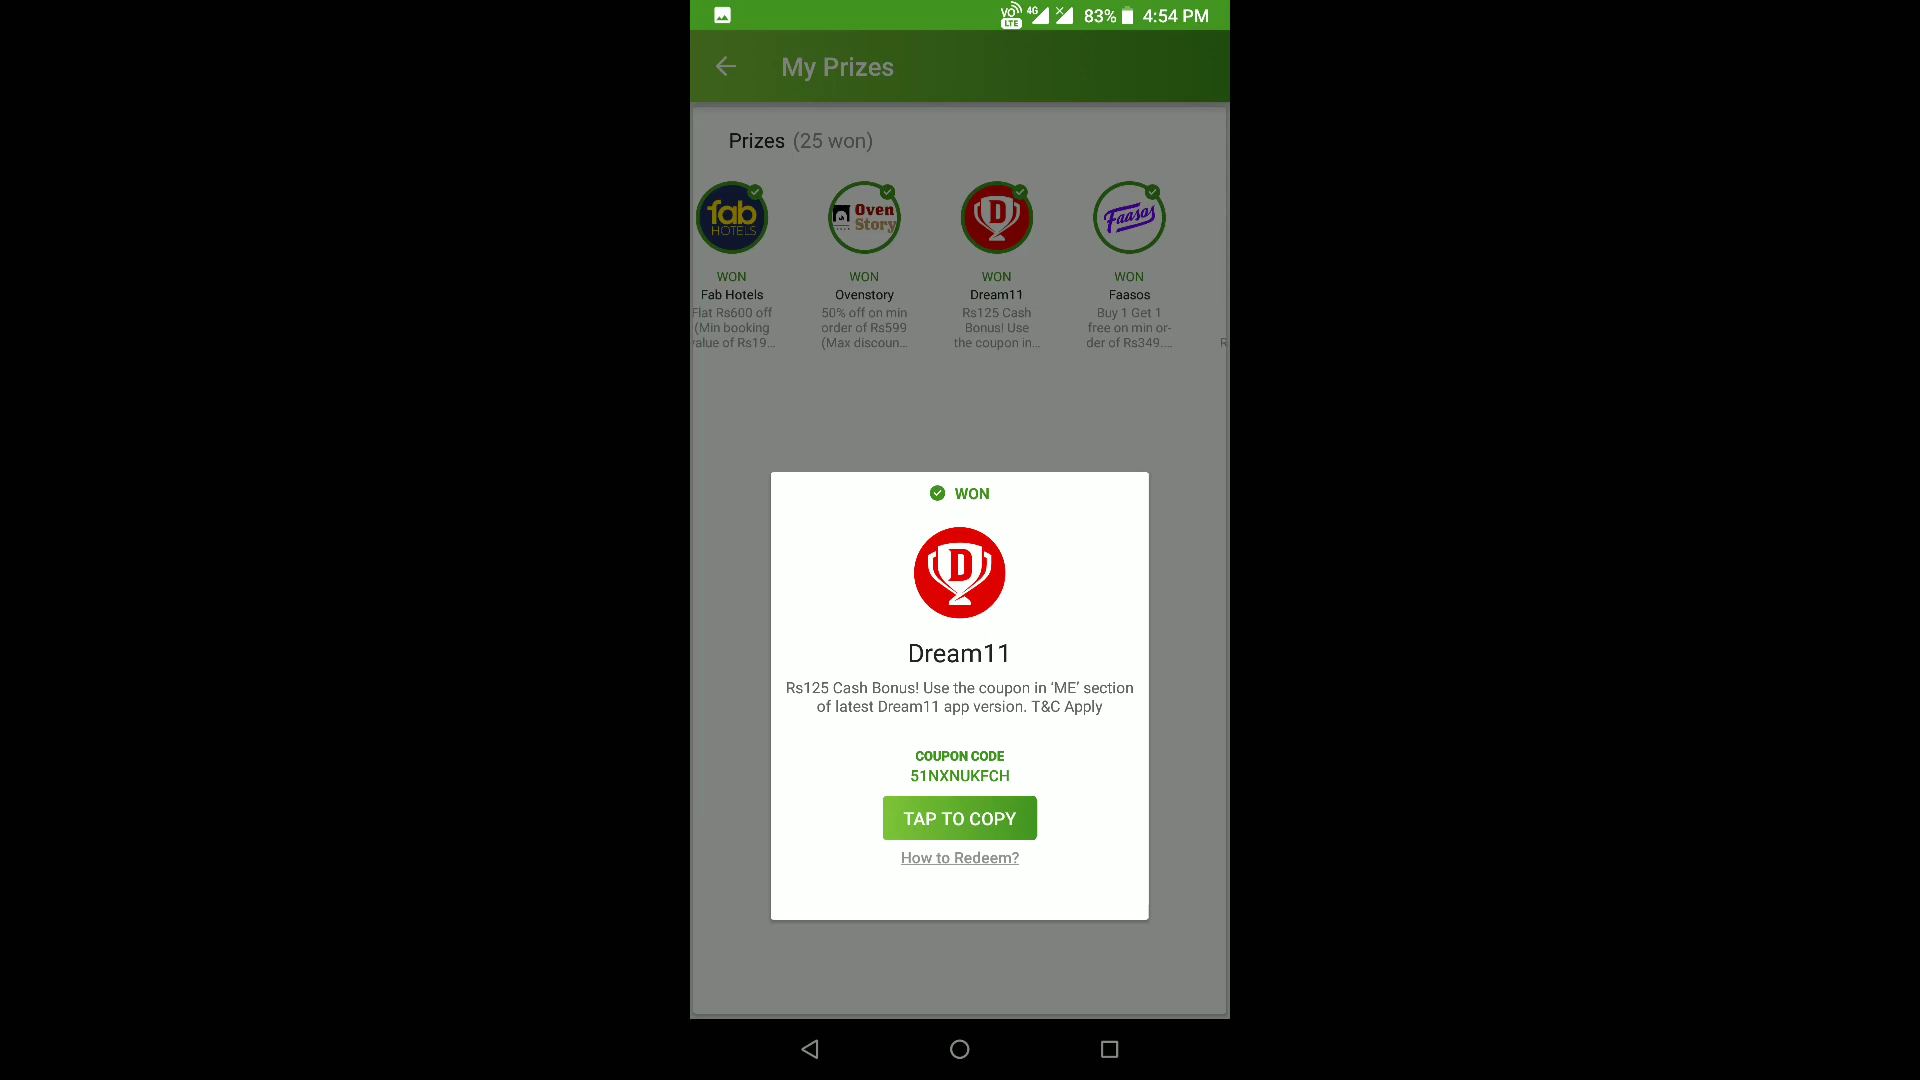 VO LTE 4G 83% 4:54 PM
My Prizes
Prizes (25 won)
fab HOTELS
Oven Story
D
Faasos
WON WON WON WON
Fab Hotels Ovenstory Dream11 Faasos
Flat Rs600 off 50% off on min Rs125 Cash Buy 1 Get 1
(Min booking order of Rs599 Bonus! Use free on min or-
value of Rs19... (Max discoun... the coupon in... der of Rs349.... R
WON
D
Dream11
Rs125 Cash Bonus! Use the coupon in ‘ME’ section
of latest Dream11 app version. T&C Apply
COUPON CODE
51NXNUKFCH
TAP TO COPY
How to Redeem?